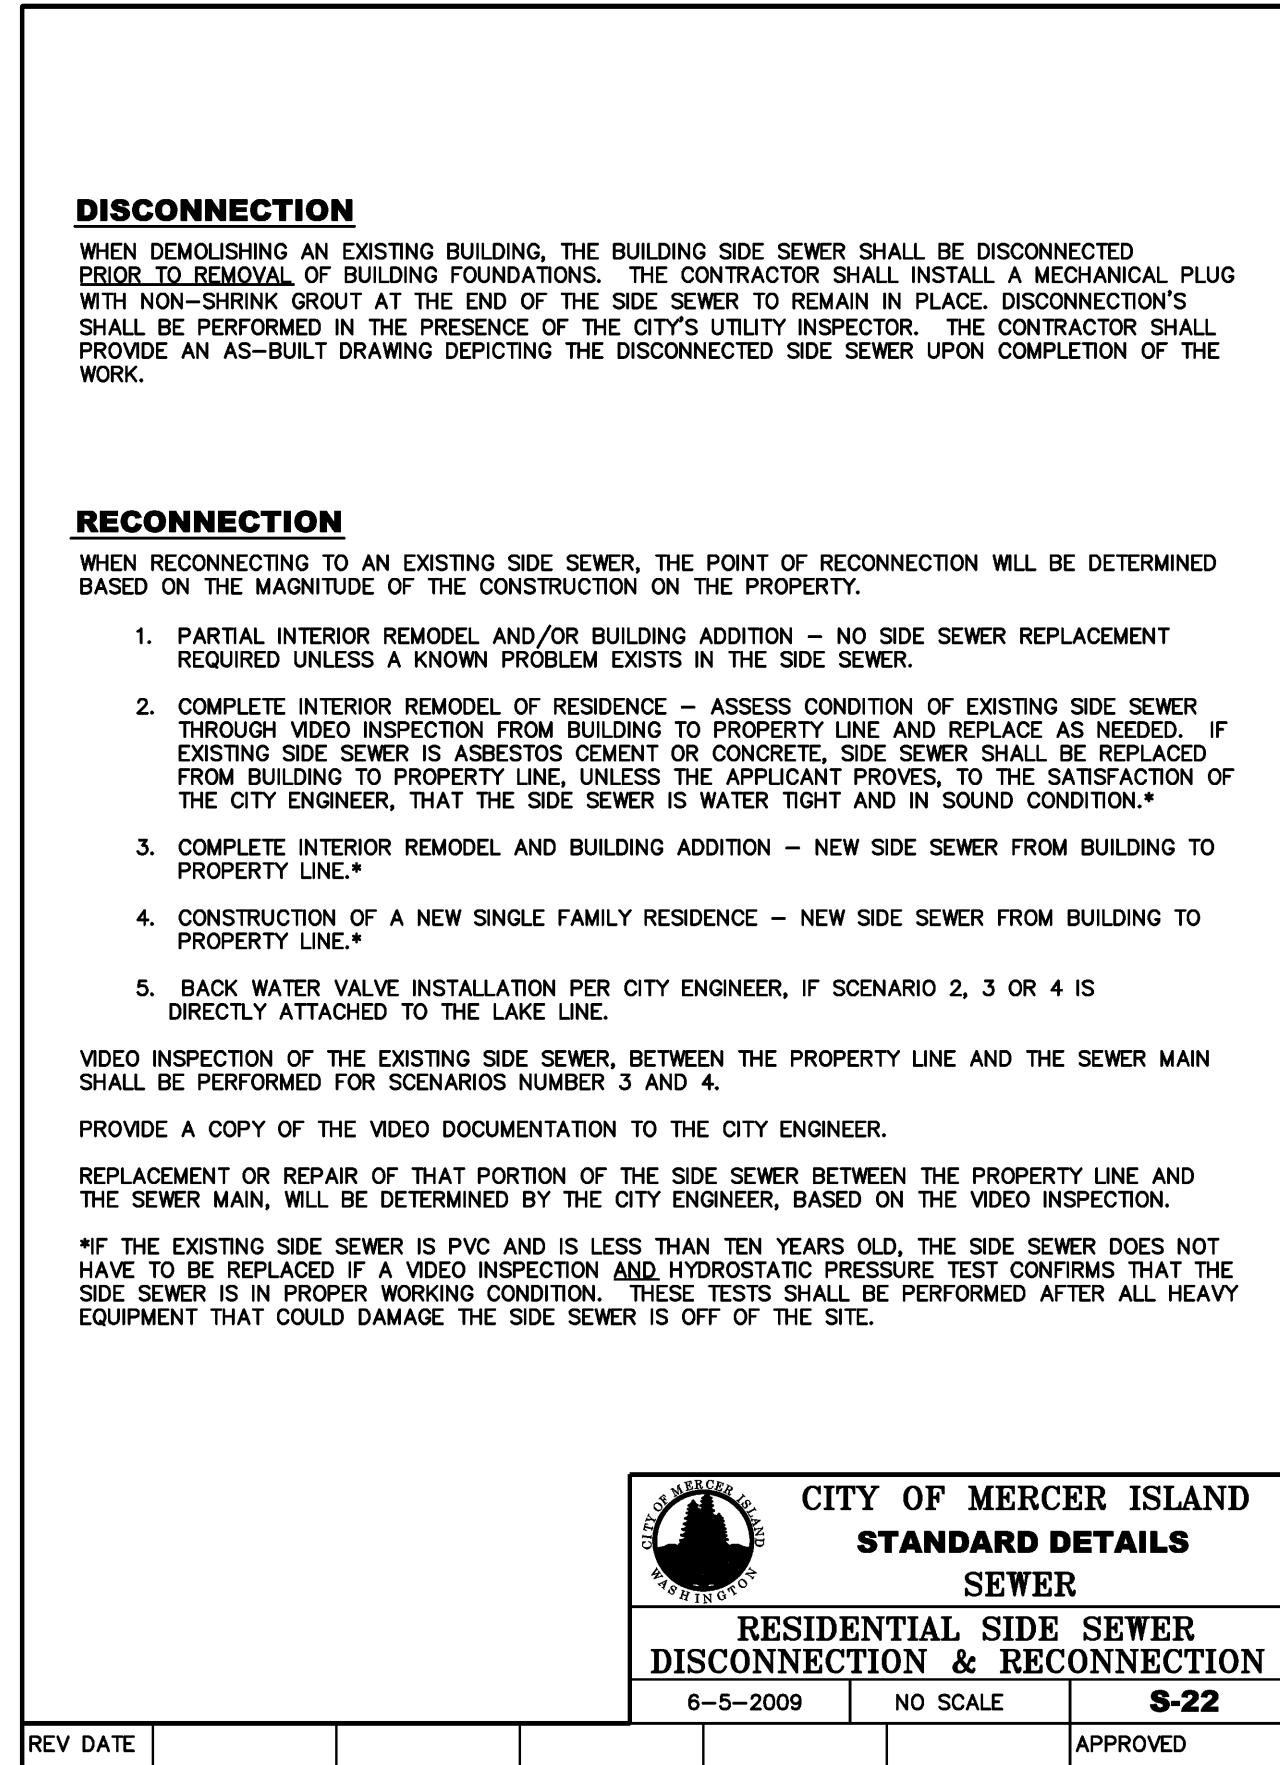 DISCONNECTION
WHEN DEMOLISHING AN EXISTING BUILDING, THE BUILDING SIDE SEWER SHALL BE DISCONNECTED
PRIOR TO REMOVAL OF BUILDING FOUNDATIONS. THE CONTRACTOR SHALL INSTALL A MECHANICAL PLUG
WITH NON-SHRINK GROUT AT THE END OF THE SIDE SEWER TO REMAIN IN PLACE. DISCONNECTION'S
SHALL BE PERFORMED IN THE PRESENCE OF THE CITY'S UTILITY INSPECTOR. THE CONTRACTOR SHALL
PROVIDE AN AS-BUILT DRAWING DEPICTING THE DISCONNECTED SIDE SEWER UPON COMPLETION OF THE
WORK.
RECONNECTION
WHEN RECONNECTING TO AN EXISTING SIDE SEWER, THE POINT OF RECONNECTION WILL BE DETERMINED
BASED ON THE MAGNITUDE OF THE CONSTRUCTION ON THE PROPERTY.
1. PARTIAL INTERIOR REMODEL AND/OR BUILDING ADDITION – NO SIDE SEWER REPLACEMENT
REQUIRED UNLESS A KNOWN PROBLEM EXISTS IN THE SIDE SEWER.
2. COMPLETE INTERIOR REMODEL OF RESIDENCE – ASSESS CONDITION OF EXISTING SIDE SEWER
THROUGH VIDEO INSPECTION FROM BUILDING TO PROPERTY LINE AND REPLACE AS NEEDED. IF
EXISTING SIDE SEWER IS ASBESTOS CEMENT OR CONCRETE, SIDE SEWER SHALL BE REPLACED
FROM BUILDING TO PROPERTY LINE, UNLESS THE APPLICANT PROVES, TO THE SATISFACTION OF
THE CITY ENGINEER, THAT THE SIDE SEWER IS WATER TIGHT AND IN SOUND CONDITION.*
3. COMPLETE INTERIOR REMODEL AND BUILDING ADDITION – NEW SIDE SEWER FROM BUILDING TO
PROPERTY LINE.*
4. CONSTRUCTION OF A NEW SINGLE FAMILY RESIDENCE – NEW SIDE SEWER FROM BUILDING TO
PROPERTY LINE.*
5. BACK WATER VALVE INSTALLATION PER CITY ENGINEER, IF SCENARIO 2, 3 OR 4 IS
DIRECTLY ATTACHED TO THE LAKE LINE.
VIDEO INSPECTION OF THE EXISTING SIDE SEWER, BETWEEN THE PROPERTY LINE AND THE SEWER MAIN
SHALL BE PERFORMED FOR SCENARIOS NUMBER 3 AND 4.
PROVIDE A COPY OF THE VIDEO DOCUMENTATION TO THE CITY ENGINEER.
REPLACEMENT OR REPAIR OF THAT PORTION OF THE SIDE SEWER BETWEEN THE PROPERTY LINE AND
THE SEWER MAIN, WILL BE DETERMINED BY THE CITY ENGINEER, BASED ON THE VIDEO INSPECTION.
*IF THE EXISTING SIDE SEWER IS PVC AND IS LESS THAN TEN YEARS OLD, THE SIDE SEWER DOES NOT
HAVE TO BE REPLACED IF A VIDEO INSPECTION AND HYDROSTATIC PRESSURE TEST CONFIRMS THAT THE
SIDE SEWER IS IN PROPER WORKING CONDITION. THESE TESTS SHALL BE PERFORMED AFTER ALL HEAVY
EQUIPMENT THAT COULD DAMAGE THE SIDE SEWER IS OFF OF THE SITE.
CITY OF MERCER ISLAND
WASHINGTON
CITY OF MERCER ISLAND
STANDARD DETAILS
SEWER
RESIDENTIAL SIDE SEWER
DISCONNECTION & RECONNECTION
6-5-2009
NO SCALE
S-22
REV DATE
APPROVED